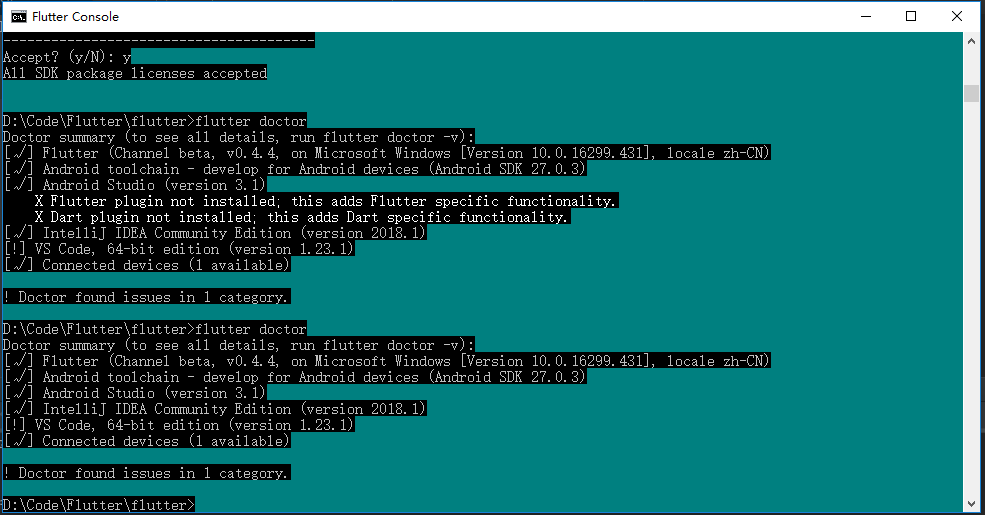 Flutter Console
---------------------------------------
Accept? (y/N): y
All SDK package licenses accepted
D:\Code\Flutter\flutter>flutter doctor
Doctor summary (to see all details, run flutter doctor -v):
[√] Flutter (Channel beta, v0.4.4, on Microsoft Windows [Version 10.0.16299.431], locale zh-CN)
[√] Android toolchain - develop for Android devices (Android SDK 27.0.3)
[√] Android Studio (version 3.1)
X Flutter plugin not installed; this adds Flutter specific functionality.
X Dart plugin not installed; this adds Dart specific functionality.
[√] IntelliJ IDEA Community Edition (version 2018.1)
[!] VS Code, 64-bit edition (version 1.23.1)
[√] Connected devices (1 available)
! Doctor found issues in 1 category.
D:\Code\Flutter\flutter>flutter doctor
Doctor summary (to see all details, run flutter doctor -v):
[√] Flutter (Channel beta, v0.4.4, on Microsoft Windows [Version 10.0.16299.431], locale zh-CN)
[√] Android toolchain - develop for Android devices (Android SDK 27.0.3)
[√] Android Studio (version 3.1)
[√] IntelliJ IDEA Community Edition (version 2018.1)
[!] VS Code, 64-bit edition (version 1.23.1)
[√] Connected devices (1 available)
! Doctor found issues in 1 category.
D:\Code\Flutter\flutter>